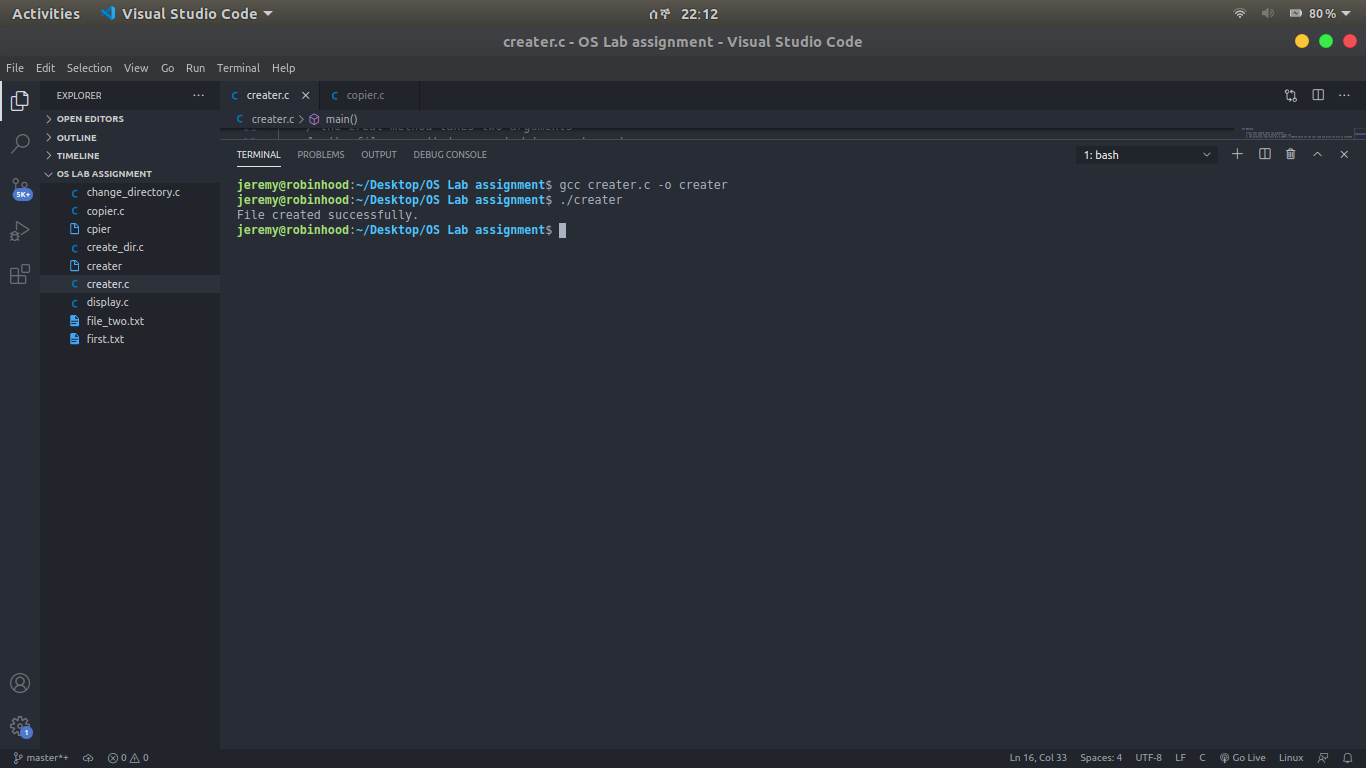 Activities Visual Studio Code ሰኞ 22:12 80%
creater.c - OS Lab assignment - Visual Studio Code
File Edit Selection View Go Run Terminal Help
EXPLORER
OPEN EDITORS
OUTLINE
TIMELINE
OS LAB ASSIGNMENT
change_directory.c
copier.c
cpier
create_dir.c
creater
creater.c
display.c
file_two.txt
first.txt
5K+
1
creater.c copier.c
creater.c main()
TERMINAL PROBLEMS OUTPUT DEBUG CONSOLE 1: bash
jeremy@robinhood:~/Desktop/OS Lab assignment$ gcc creater.c -o creater
jeremy@robinhood:~/Desktop/OS Lab assignment$ ./creater
File created successfully.
jeremy@robinhood:~/Desktop/OS Lab assignment$
master*+ 0 0 Ln 16, Col 33 Spaces: 4 UTF-8 LF C Go Live Linux